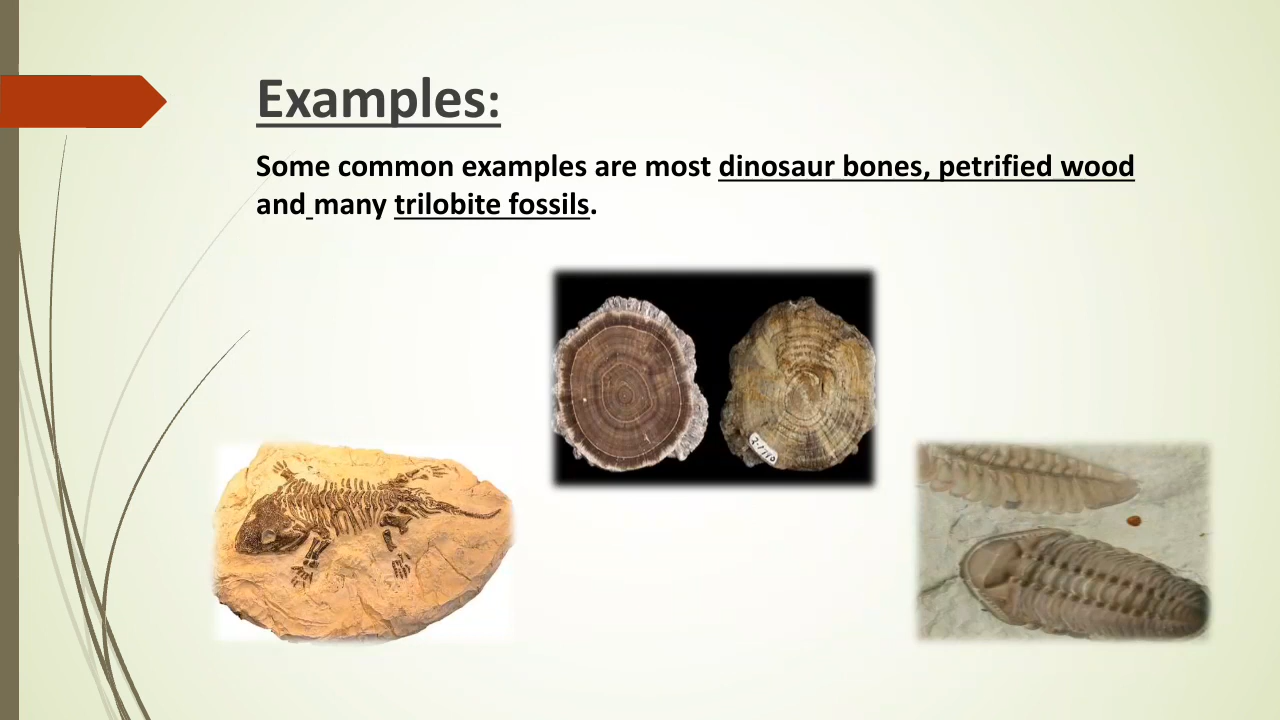 Examples:
Some common examples are most dinosaur bones, petrified wood
and many trilobite fossils.